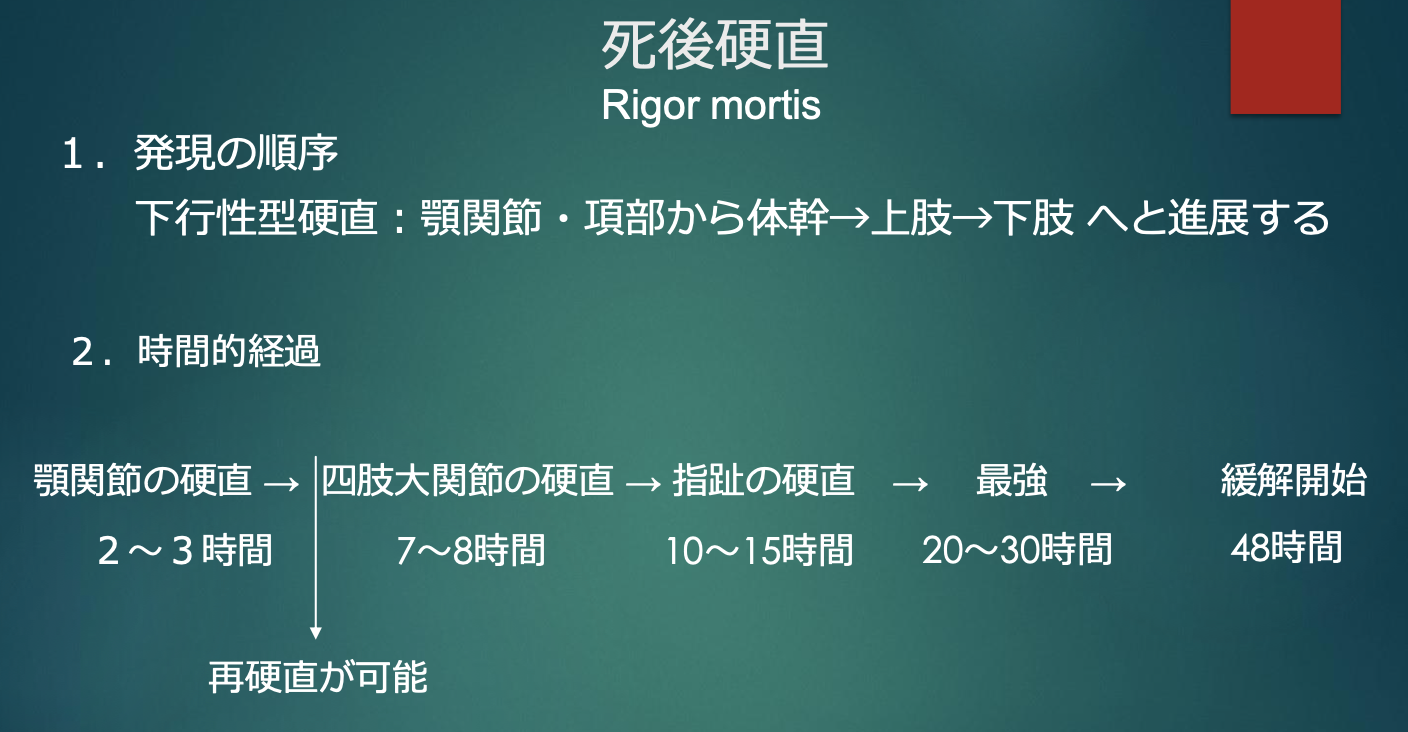 死後硬直
Rigor mortis
１．発現の順序
下行性型硬直：顎関節・項部から体幹→上肢→下肢 へと進展する
２．時間的経過
顎関節の硬直 → 四肢大関節の硬直 → 指趾の硬直 → 最強 → 緩解開始
２～３時間 7～8時間 10～15時間 20～30時間 48時間
再硬直が可能